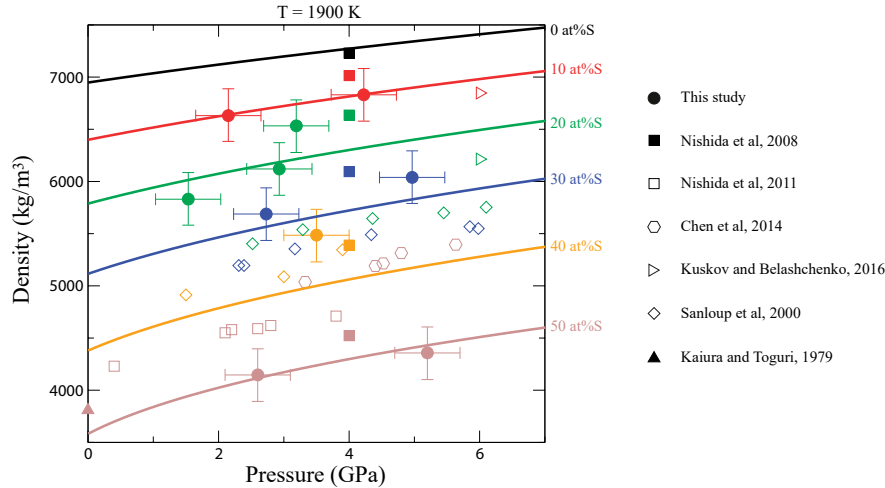 T = 1900 K
0 at%S
10 at%S
20 at%S
30 at%S
40 at%S
50 at%S
7000
6000
5000
4000
Density (kg/m³)
0
2
4
6
Pressure (GPa)
This study
Nishida et al, 2008
Nishida et al, 2011
Chen et al, 2014
Kuskov and Belashchenko, 2016
Sanloup et al, 2000
Kaiura and Toguri, 1979